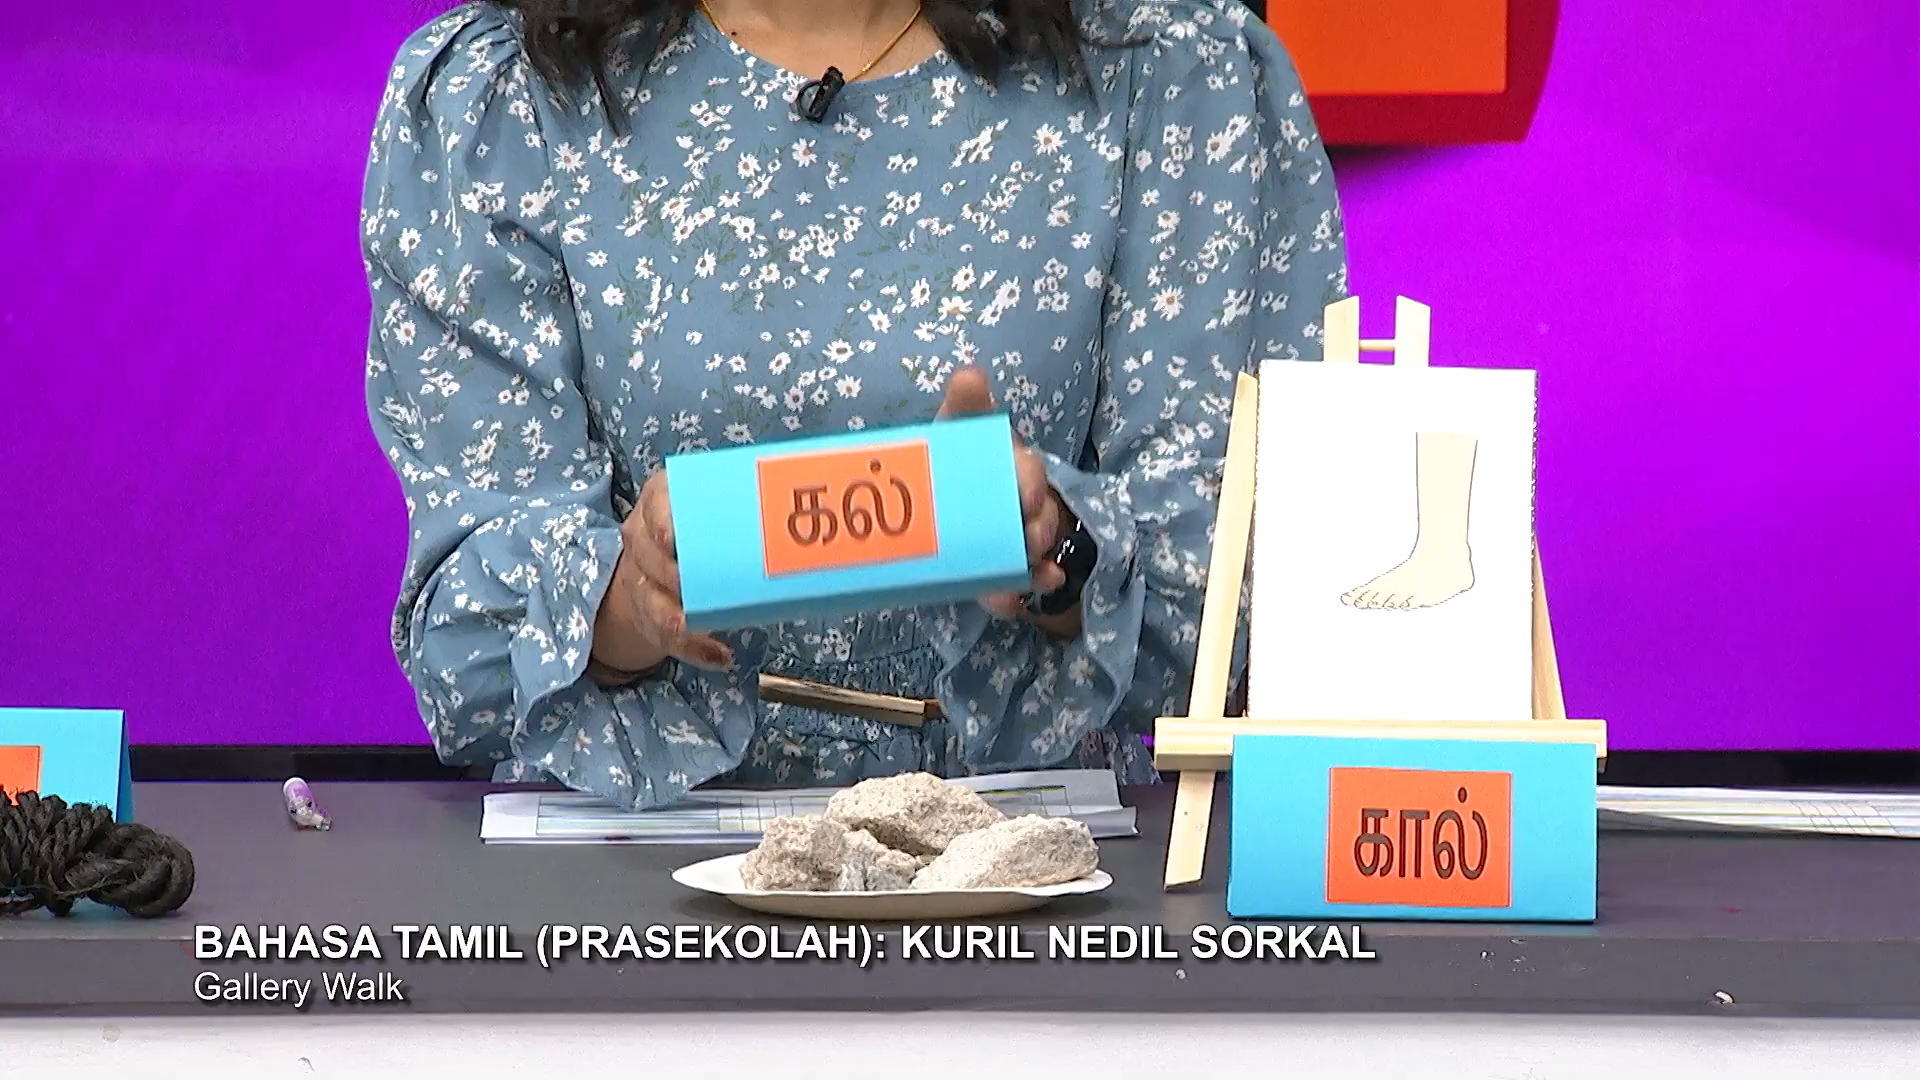 கல்
கால்
BAHASA TAMIL (PRASEKOLAH): KURIL NEDIL SORKAL
Gallery Walk